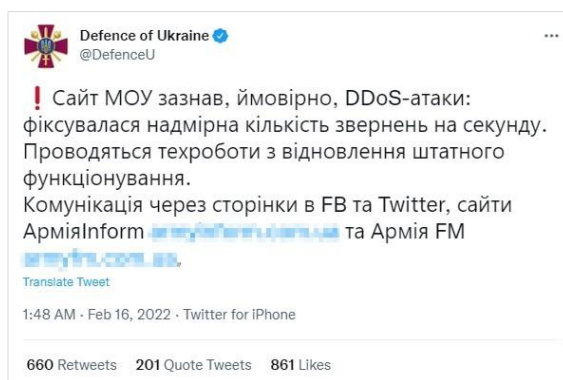 Defence of Ukraine
@DefenceU
❗ Сайт МОУ зазнав, ймовірно, DDoS-атаки:
фіксувалася надмірна кількість звернень на секунду.
Проводяться техроботи з відновлення штатного
функціонування.
Комунікація через сторінки в FB та Twitter, сайти
АрміяInform та Армія FM
Translate Tweet
1:48 AM · Feb 16, 2022 · Twitter for iPhone
660 Retweets 201 Quote Tweets 861 Likes